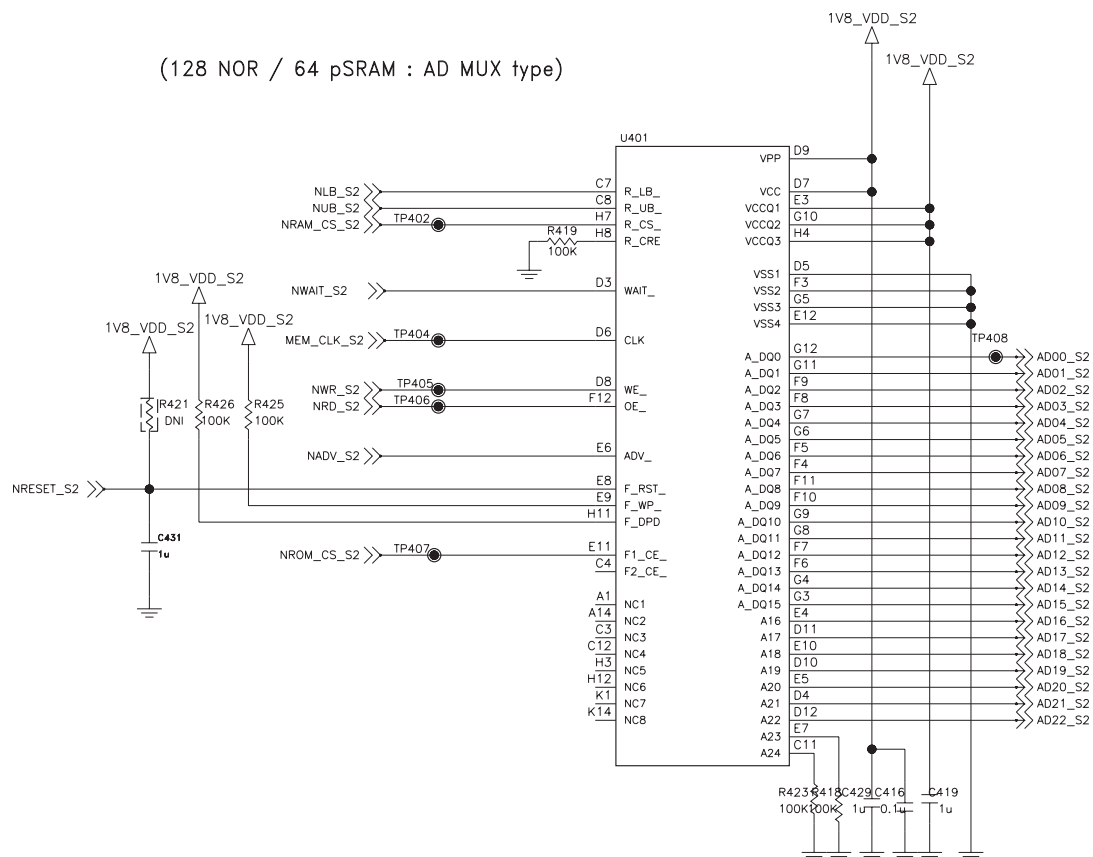 1V8_VDD_S2
1V8_VDD_S2
(128 NOR / 64 pSRAM : AD MUX type)
U401
VPP D9
NLB_S2 C7 R_LB_ VCC D7
NUB_S2 C8 R_UB_ VCCQ1 E3
NRAM_CS_S2 TP402 H7 R_CS_ VCCQ2 G10
R419 100K H8 R_CRE VCCQ3 H4
VSS1 D5
1V8_VDD_S2
NWAIT_S2 D3 WAIT_ VSS2 F3
VSS3 G5
1V8_VDD_S2
1V8_VDD_S2
VSS4 E12
MEM_CLK_S2 TP404 D6 CLK
A_DQ0 G12 TP408 AD00_S2
A_DQ1 G11 AD01_S2
NWR_S2 TP405 D8 WE_ A_DQ2 F9 AD02_S2
NRD_S2 TP406 F12 OE_ A_DQ3 F8 AD03_S2
R421 R426 R425
DNI 100K 100K
A_DQ4 G7 AD04_S2
A_DQ5 G6 AD05_S2
NADV_S2 E6 ADV_ A_DQ6 F5 AD06_S2
A_DQ7 F4 AD07_S2
NRESET_S2 E8 F_RST_ A_DQ8 F11 AD08_S2
E9 F_WP_ A_DQ9 F10 AD09_S2
H11 F_DPD A_DQ10 G9 AD10_S2
C431
1u
A_DQ11 G8 AD11_S2
NROM_CS_S2 TP407 E11 F1_CE_ A_DQ12 F7 AD12_S2
C4 F2_CE_ A_DQ13 F6 AD13_S2
A_DQ14 G4 AD14_S2
A1 NC1 A_DQ15 G3 AD15_S2
A14 NC2 A16 E4 AD16_S2
C3 NC3 A17 D11 AD17_S2
C12 NC4 A18 E10 AD18_S2
H3 NC5 A19 D10 AD19_S2
H12 NC6 A20 E5 AD20_S2
K1 NC7 A21 D4 AD21_S2
K14 NC8 A22 D12 AD22_S2
A23 E7
A24 C11
R423 R418 C429 C416 C419
100K 100K 1u 0.1u 1u